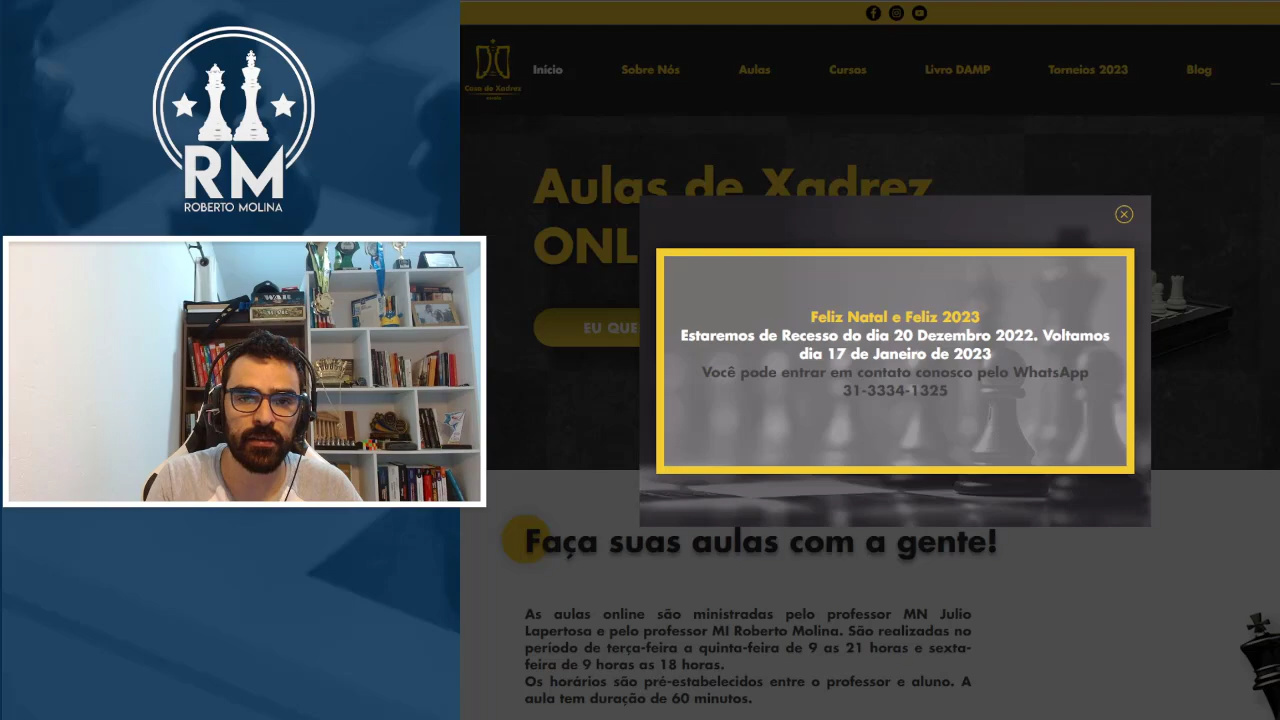 RM
ROBERTO MOLINA
Casa de Xadrez
Início
Sobre Nós
Aulas
Cursos
Livro DAMP
Torneios 2023
Blog
Aulas de Xadrez
ONL
EU QUE
Feliz Natal e Feliz 2023
Estaremos de Recesso do dia 20 Dezembro 2022. Voltamos
dia 17 de Janeiro de 2023
Você pode entrar em contato conosco pelo WhatsApp
31-3334-1325
Faça suas aulas com a gente!
As aulas online são ministradas pelo professor MN Julio
Lapertosa e pelo professor MI Roberto Molina. São realizadas no
período de terça-feira a quinta-feira de 9 as 21 horas e sexta-
feira de 9 horas as 18 horas.
Os horários são pré-estabelecidos entre o professor e aluno. A
aula tem duração de 60 minutos.